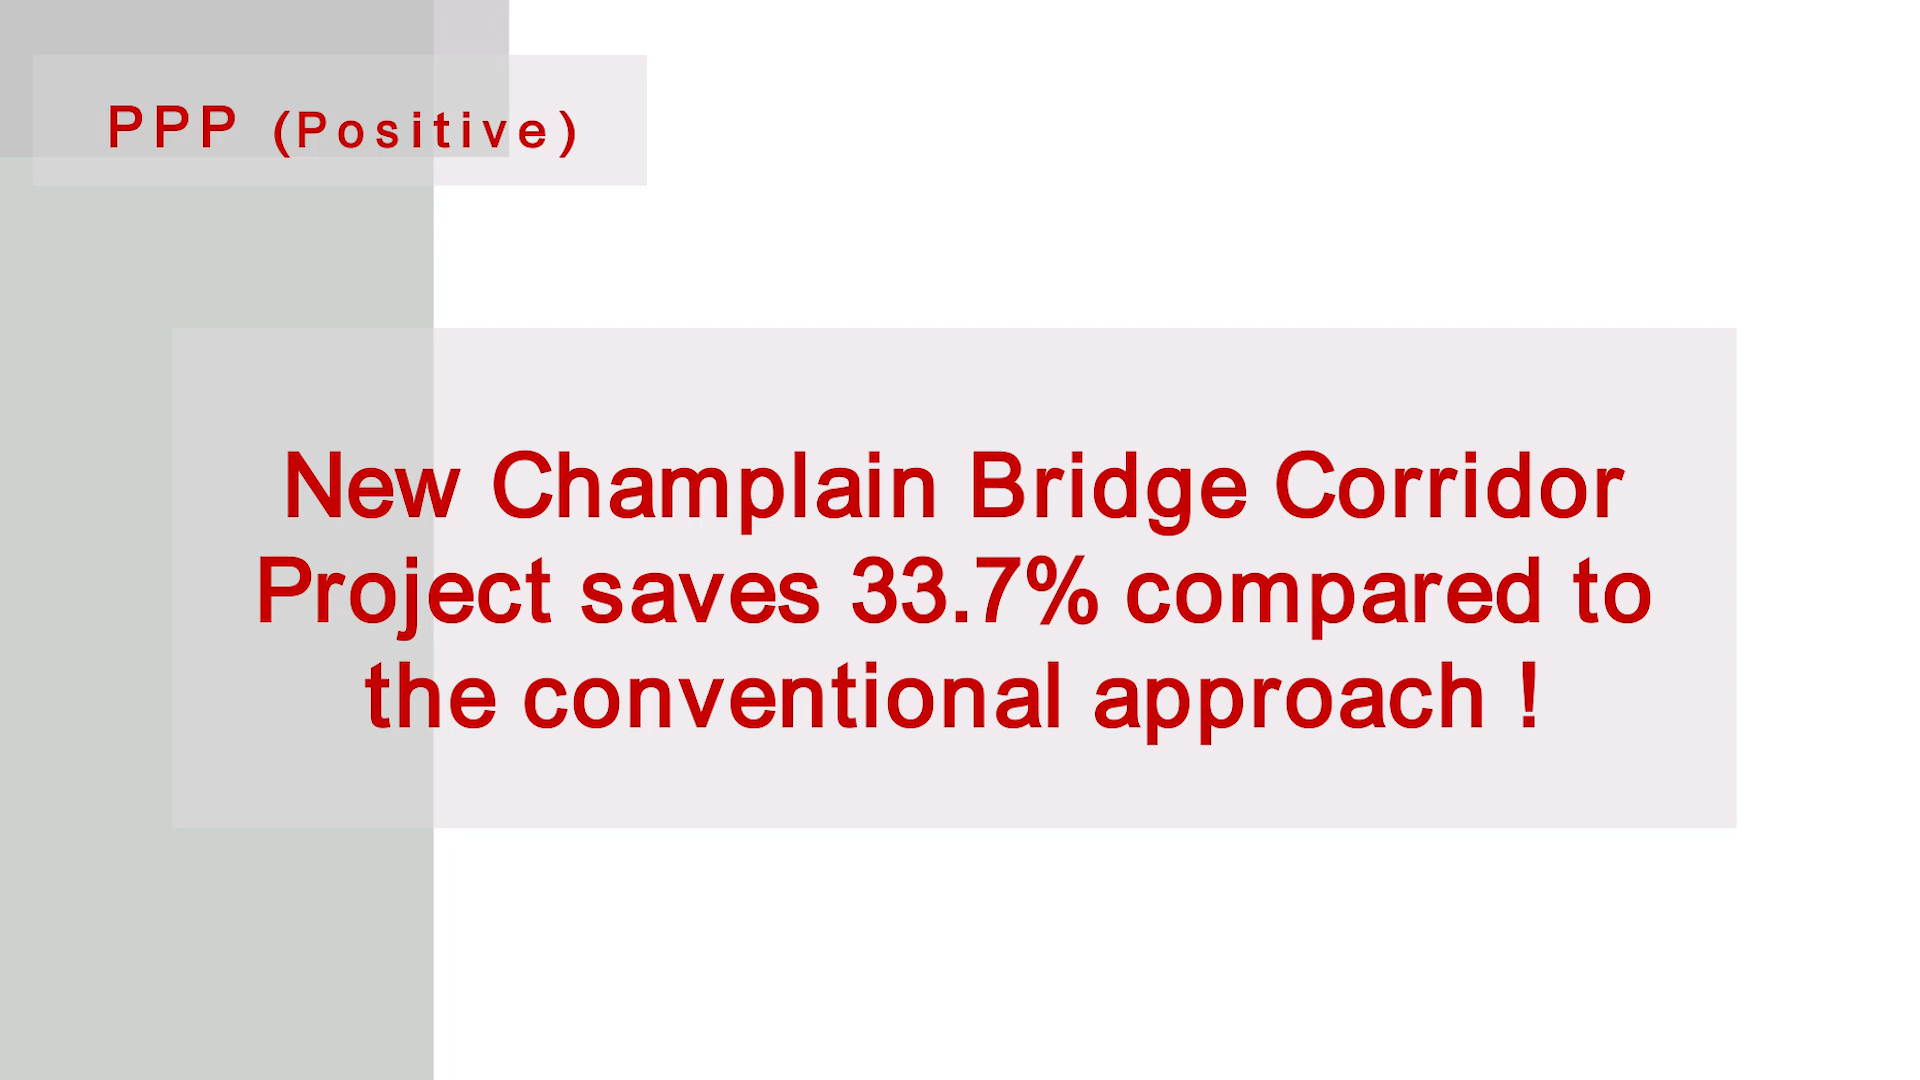 PPP (Positive)
New Champlain Bridge Corridor
Project saves 33.7% compared to
the conventional approach !